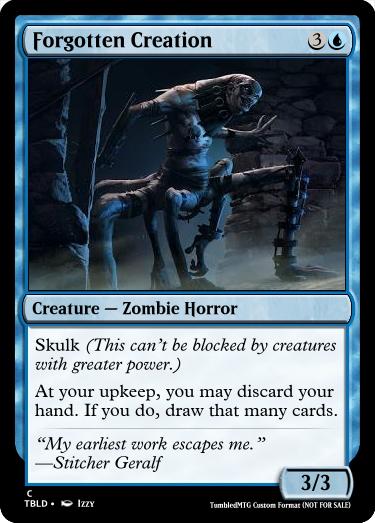 Forgotten Creation 3
Creature — Zombie Horror
Skulk (This can't be blocked by creatures
with greater power.)
At your upkeep, you may discard your
hand. If you do, draw that many cards.
“My earliest work escapes me.”
—Stitcher Geralf
3/3
C
TBLD • Izzy
TumbledMTG Custom Format (NOT FOR SALE)